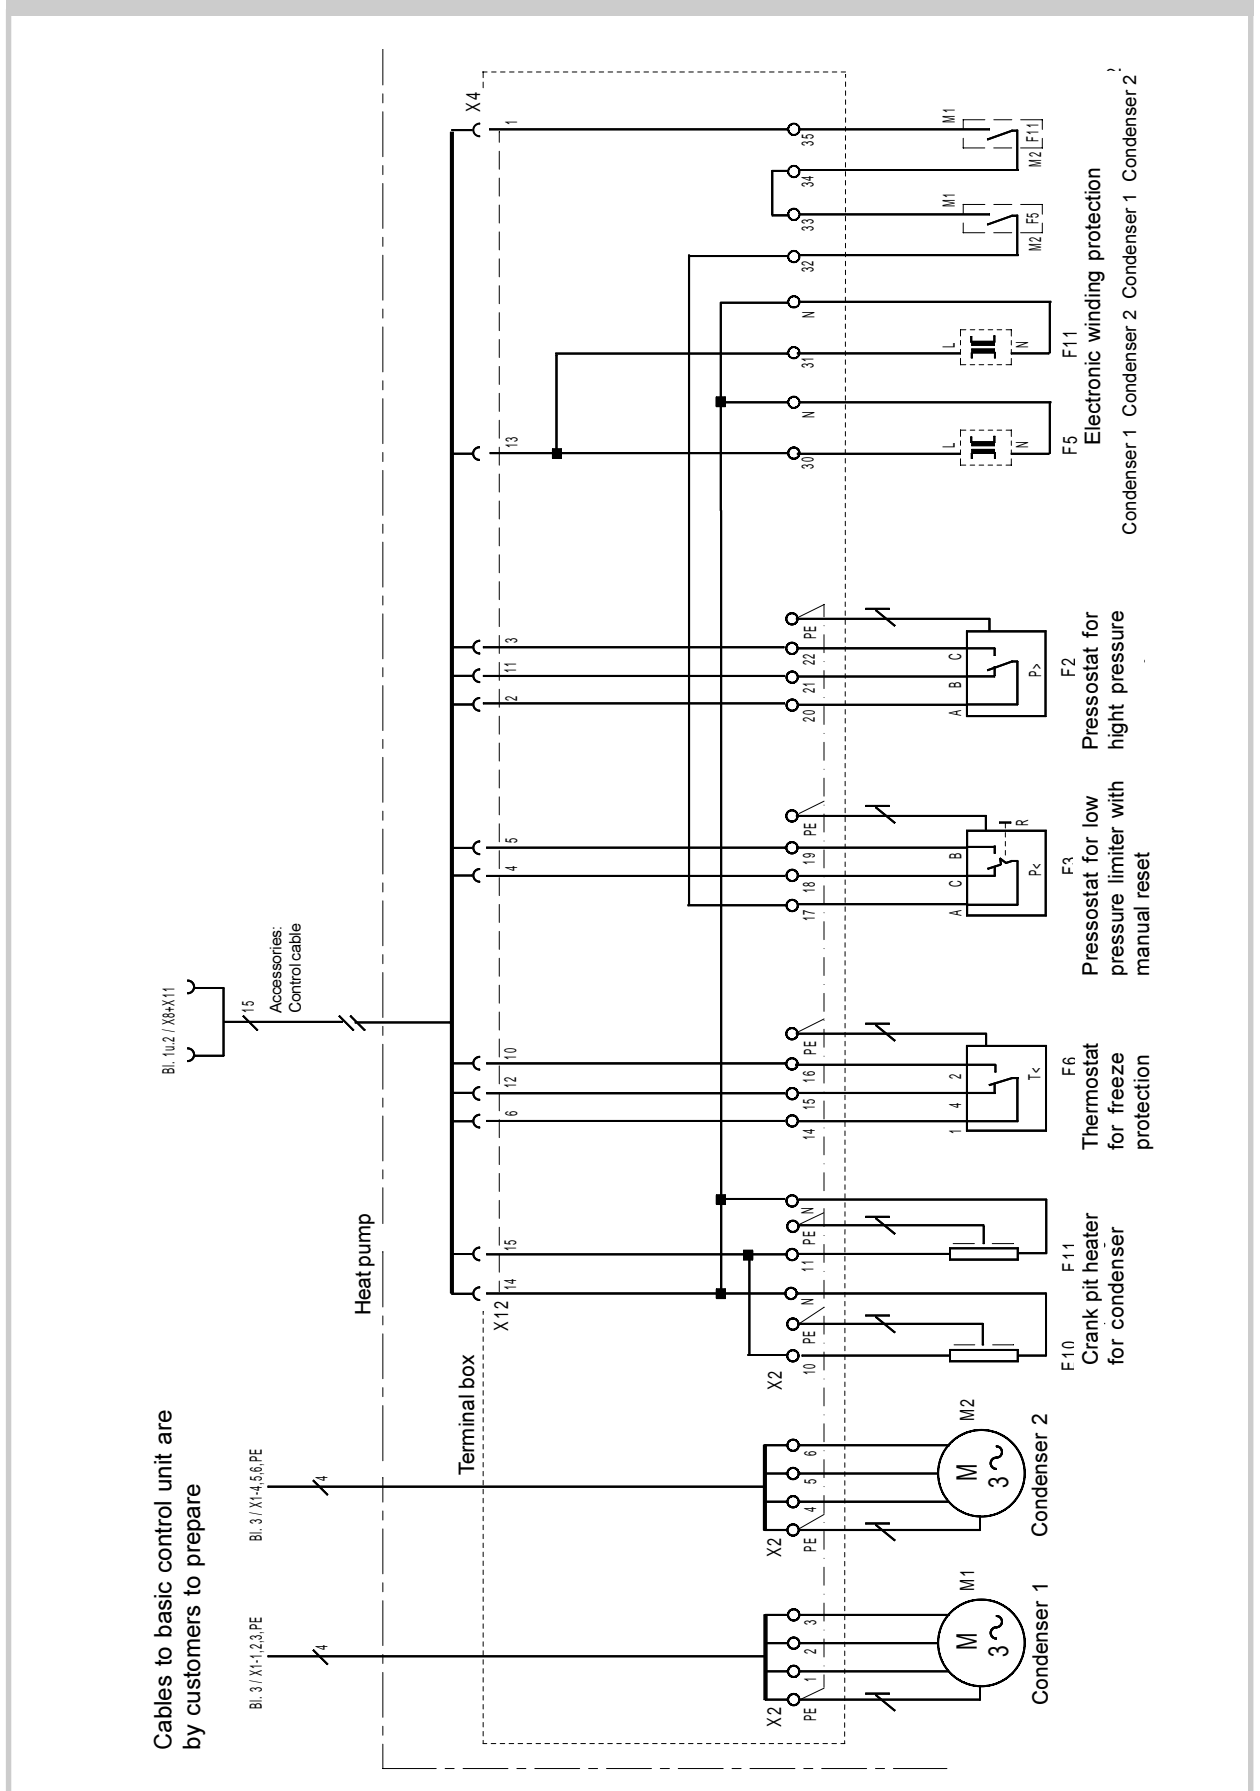 Cables to basic control unit are
by customers to prepare
Bl. 3 / X1-1,2,3,PE
4
Bl. 3 / X1-4,5,6,PE
4
Bl. 1u.2 / X8+X11
15
Accessories:
Control cable
Heat pump
Terminal box
X12
14
15
6
12
10
4
5
2
11
3
13
1
X4
X2
PE
1
2
3
X2
PE
4
5
6
X2
10
PE
N
11
PE
N
14
15
16
PE
17
18
19
PE
20
21
22
PE
30
N
31
N
32
33
34
35
M
3
M1
Condenser 1
M
3
M2
Condenser 2
F10
F11
Crank pit heater
for condenser
1
4
2
T<
F6
Thermostat
for freeze
protection
A
C
B
P<
R
F3
Pressostat for low
pressure limiter with
manual reset
A
B
C
P>
F2
Pressostat for
hight pressure
L
N
F5
L
N
F11
M1
M2
F5
M1
M2
F11
Electronic winding protection
Condenser 1 Condenser 2 Condenser 1 Condenser 2